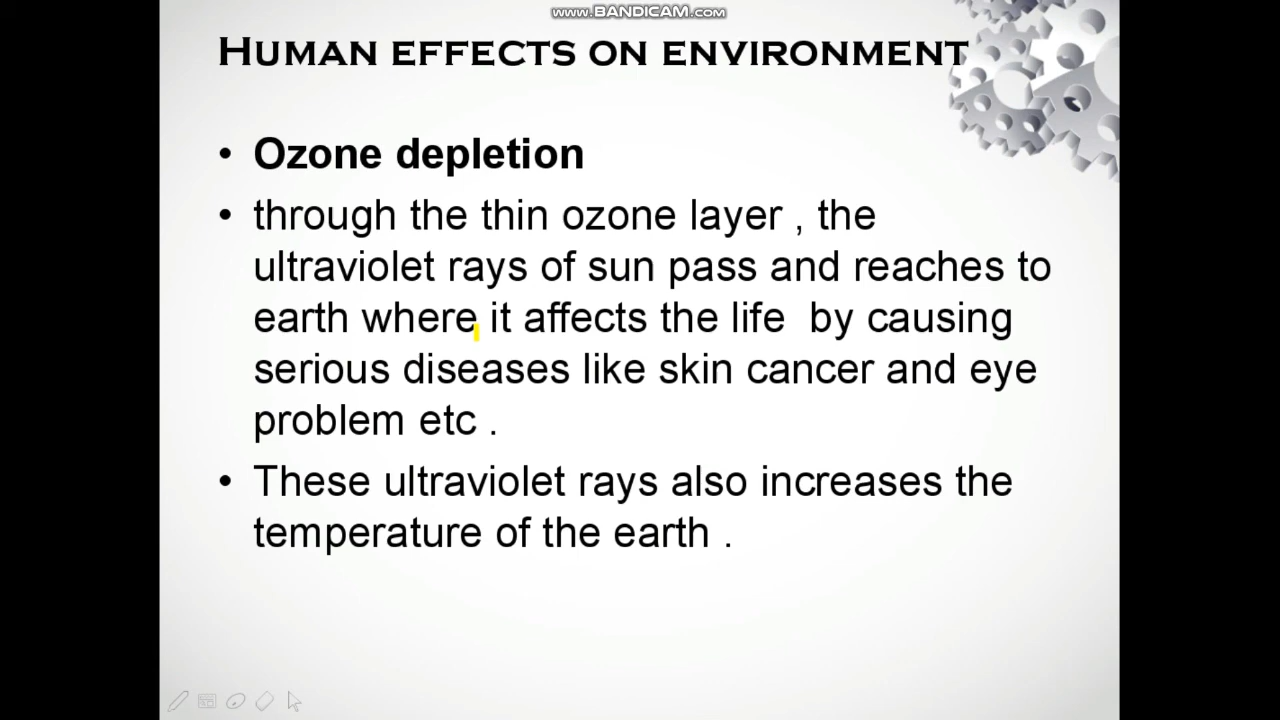 www.BANDICAM.com
HUMAN EFFECTS ON ENVIRONMENT
• Ozone depletion
• through the thin ozone layer , the
ultraviolet rays of sun pass and reaches to
earth where it affects the life by causing
serious diseases like skin cancer and eye
problem etc .
• These ultraviolet rays also increases the
temperature of the earth .